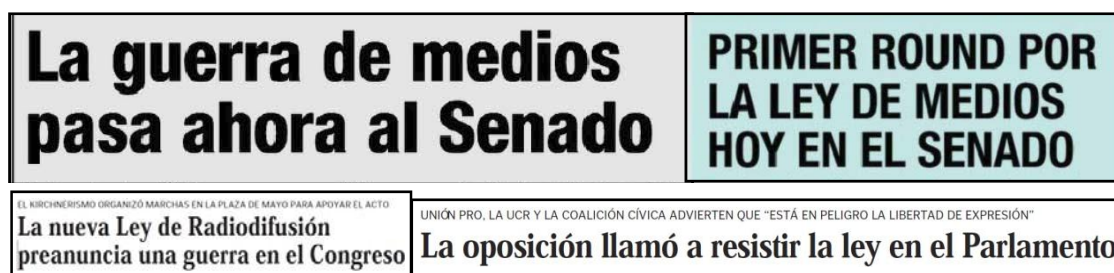 La guerra de medios
pasa ahora al Senado
PRIMER ROUND POR
LA LEY DE MEDIOS
HOY EN EL SENADO
EL KIRCHNERISMO ORGANIZÓ MARCHAS EN LA PLAZA DE MAYO PARA APOYAR EL ACTO
La nueva Ley de Radiodifusión
preanuncia una guerra en el Congreso
UNIÓN PRO, LA UCR Y LA COALICIÓN CÍVICA ADVIERTEN QUE “ESTÁ EN PELIGRO LA LIBERTAD DE EXPRESIÓN”
La oposición llamó a resistir la ley en el Parlamento